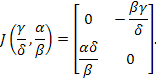 J(γ/δ, α/β) = [0 −βγ/δ; αδ/β 0].